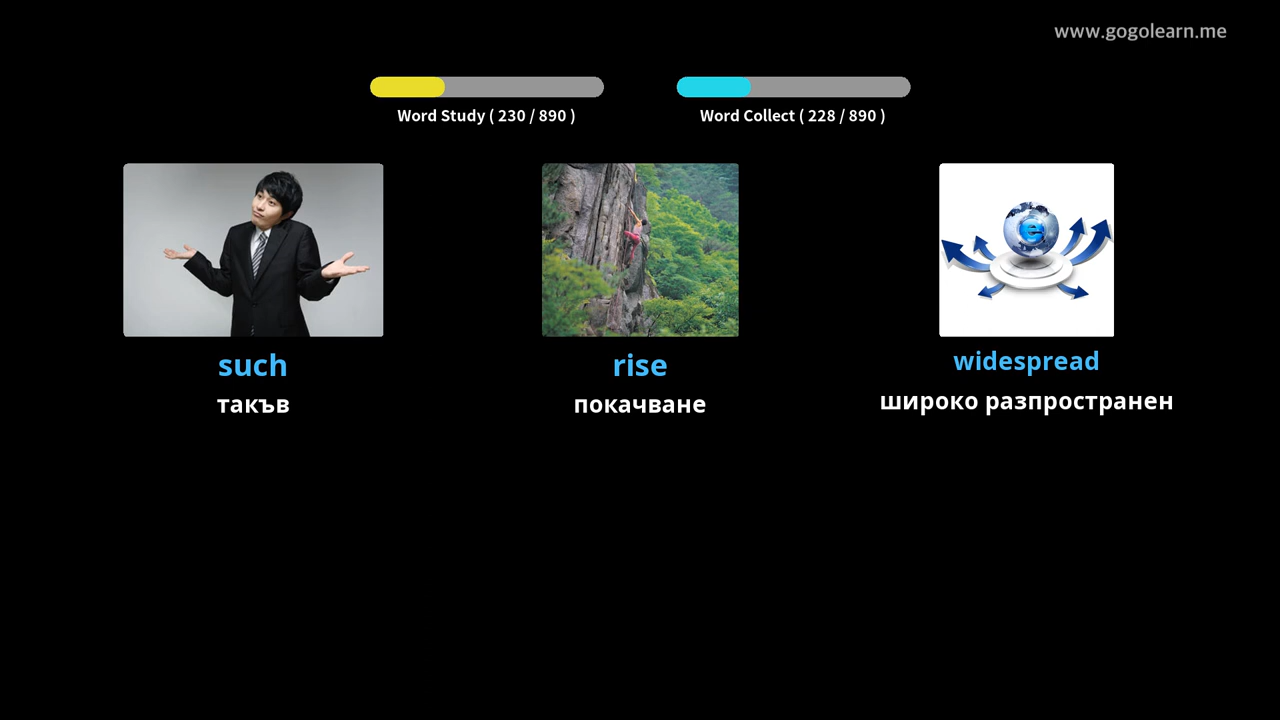 www.gogolearn.me
Word Study ( 230 / 890 )
Word Collect ( 228 / 890 )
such
такъв
rise
покачване
widespread
широко разпространен